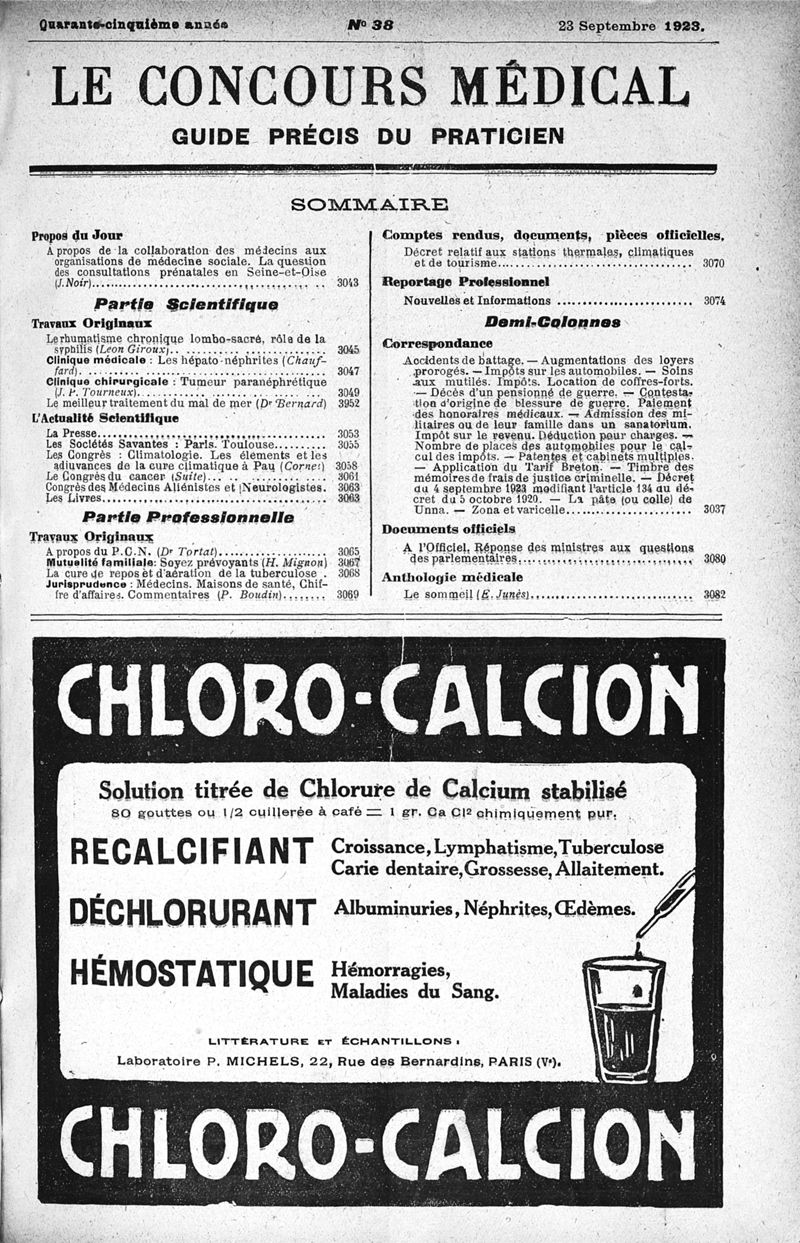 Quarante-cinquième année
N° 38
23 Septembre 1923.
LE CONCOURS MÉDICAL
GUIDE PRÉCIS DU PRATICIEN
SOMMAIRE
Propos du Jour
A propos de la collaboration des médecins aux
organisations de médecine sociale. La question
des consultations prénatales en Seine-et-Oise
(J. Noir)........................ 3043
Partie Scientifique
Travaux Originaux
Le rhumatisme chronique lombo-sacré, rôle de la
syphilis (Leon Giroux).. ........................ 3045
Clinique médicale : Les hépato-néphrites (Chauf-
fard). ........................ 3047
Clinique chirurgicale : Tumeur paranéphrétique
(J. P. Tourneux)........................ 3049
Le meilleur traitement du mal de mer (Dr Bernard) 3952
L'Actualité Scientifique
La Presse........................ 3053
Les Sociétés Savantes : Paris. Toulouse.......... 3055
Les Congrès : Climatologie. Les éléments et les
adjuvances de la cure climatique à Pau (Cornet) 3058
Le Congrès du cancer (Suite)... ............ 3061
Congrès des Médecins Aliénistes et Neurologistes. 3063
Les Livres........................ 3063
Partie Professionnelle
Travaux Originaux
A propos du P.C.N. (Dr Tortat).................... 3065
Mutualité familiale: Soyez prévoyants (H. Mignon) 3067
La cure de repos et d'aération de la tuberculose . 3068
Jurisprudence : Médecins. Maisons de santé, Chif-
fre d'affaires. Commentaires (P. Boudin)........ 3069
Comptes rendus, documents, pièces officielles.
Décret relatif aux stations thermales, climatiques
et de tourisme........................ 3070
Reportage Professionnel
Nouvelles et Informations ........................ 3074
Demi-Colonnes
Correspondance
Accidents de battage. — Augmentations des loyers
prorogés. — Impôts sur les automobiles. — Soins
aux mutilés. Impôts. Location de coffres-forts.
— Décès d'un pensionné de guerre. — Contesta-
tion d'origine de blessure de guerre. Paiement
des honoraires médicaux. — Admission des mi-
litaires ou de leur famille dans un sanatorium.
Impôt sur le revenu. Déduction pour charges. —
Nombre de places des automobiles pour le cal-
cul des impôts. — Patentes et cabinets multiples.
— Application du Tarif Breton. — Timbre des
mémoires de frais de justice criminelle. — Décret
du 4 septembre 1923 modifiant l'article 134 du dé-
cret du 5 octobre 1920. — La pâte (ou colle) de
Unna. — Zona et varicelle........................ 3037
Documents officiels
A l'Officiel. Réponse des ministres aux questions
des parlementaires........................ 3080
Anthologie médicale
Le sommeil (E. Junès)........................ 3082
CHLORO-CALCION
Solution titrée de Chlorure de Calcium stabilisé
80 gouttes ou 1/2 cuillerée à café = 1 gr. Ca Cl² chimiquement pur.
RECALCIFIANT
Croissance, Lymphatisme, Tuberculose
Carie dentaire, Grossesse, Allaitement.
DÉCHLORURANT
Albuminuries, Néphrites, Œdèmes.
HÉMOSTATIQUE
Hémorragies,
Maladies du Sang.
LITTÉRATURE ET ÉCHANTILLONS :
Laboratoire P. MICHELS, 22, Rue des Bernardins, PARIS (Ve).
CHLORO-CALCION